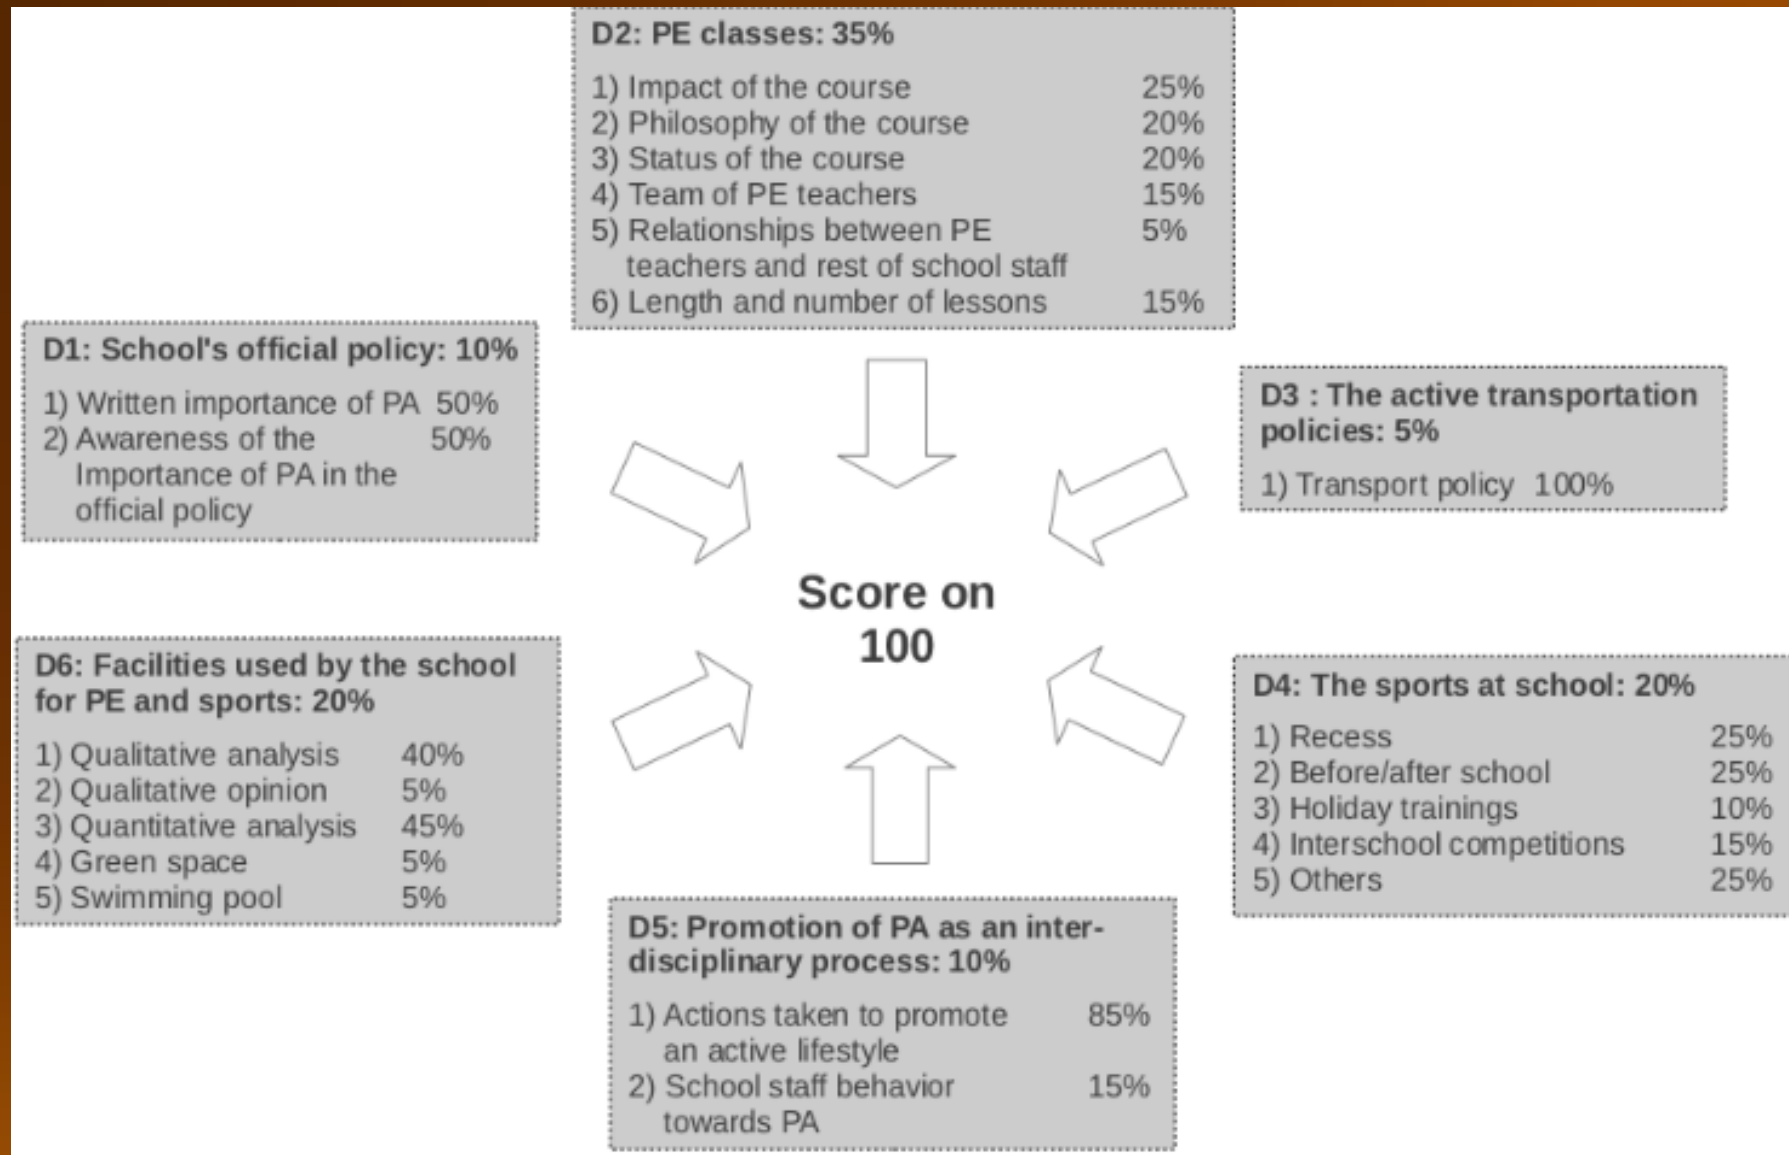 D2: PE classes: 35%
1) Impact of the course 25%
2) Philosophy of the course 20%
3) Status of the course 20%
4) Team of PE teachers 15%
5) Relationships between PE 5%
teachers and rest of school staff
6) Length and number of lessons 15%
D1: School's official policy: 10%
1) Written importance of PA 50%
2) Awareness of the 50%
Importance of PA in the
official policy
D3 : The active transportation
policies: 5%
1) Transport policy 100%
Score on
100
D6: Facilities used by the school
for PE and sports: 20%
1) Qualitative analysis 40%
2) Qualitative opinion 5%
3) Quantitative analysis 45%
4) Green space 5%
5) Swimming pool 5%
D4: The sports at school: 20%
1) Recess 25%
2) Before/after school 25%
3) Holiday trainings 10%
4) Interschool competitions 15%
5) Others 25%
D5: Promotion of PA as an inter-
disciplinary process: 10%
1) Actions taken to promote 85%
an active lifestyle
2) School staff behavior 15%
towards PA